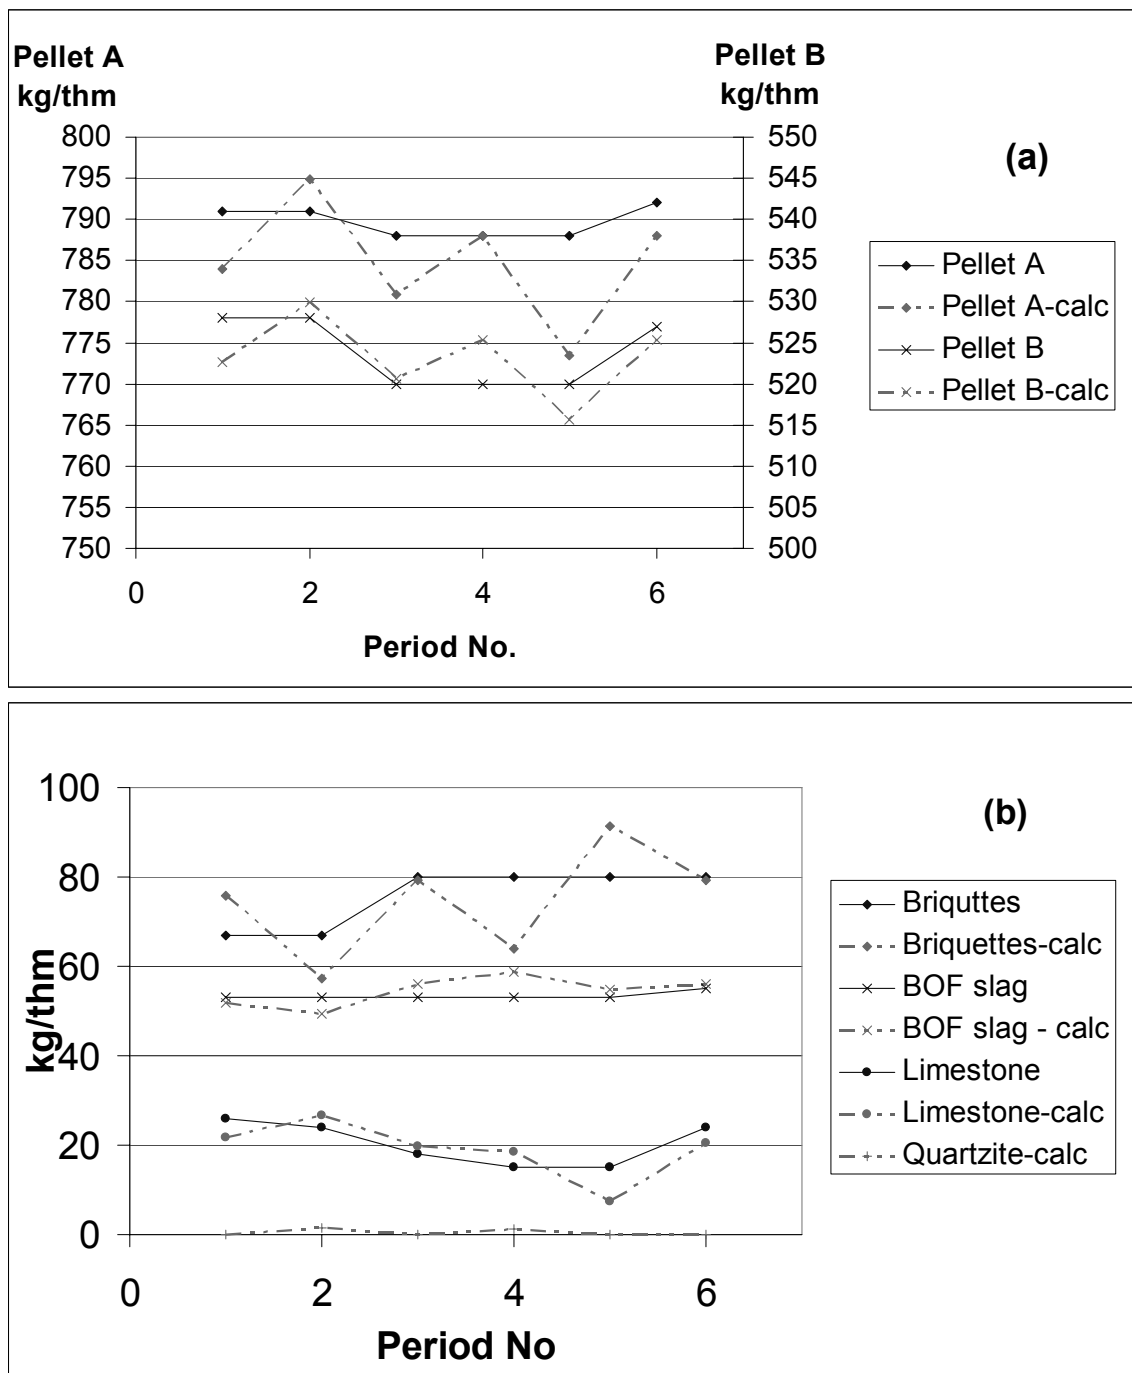 Pellet A
kg/thm
Pellet B
kg/thm
(a)
800
795
790
785
780
775
770
765
760
755
750
550
545
540
535
530
525
520
515
510
505
500
0 2 4 6
Period No.
Pellet A
Pellet A-calc
Pellet B
Pellet B-calc
(b)
kg/thm
100
80
60
40
20
0
0 2 4 6
Period No
Briquttes
Briquettes-calc
BOF slag
BOF slag - calc
Limestone
Limestone-calc
Quartzite-calc